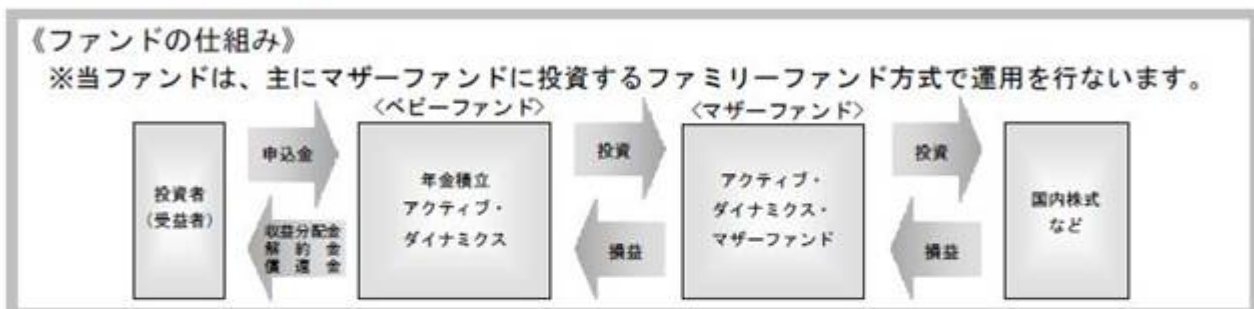 《ファンドの仕組み》
※当ファンドは、主にマザーファンドに投資するファミリーファンド方式で運用を行ないます。
〈ベビーファンド〉
〈マザーファンド〉
投資者
(受益者)
申込金
収益分配金
解約金
償還金
年金積立
アクティブ・
ダイナミクス
投資
損益
アクティブ・
ダイナミクス・
マザーファンド
投資
損益
国内株式
など